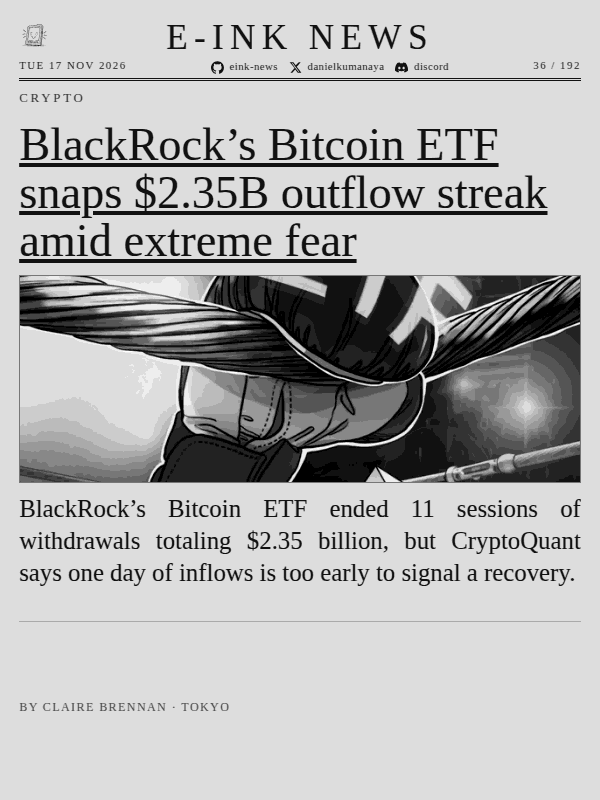 E-INK NEWS
TUE 17 NOV 2026
eink-news danielkumanaya discord
36 / 192
CRYPTO
BlackRock’s Bitcoin ETF
snaps $2.35B outflow streak
amid extreme fear
BlackRock’s Bitcoin ETF ended 11 sessions of
withdrawals totaling $2.35 billion, but CryptoQuant
says one day of inflows is too early to signal a recovery.
BY CLAIRE BRENNAN · TOKYO